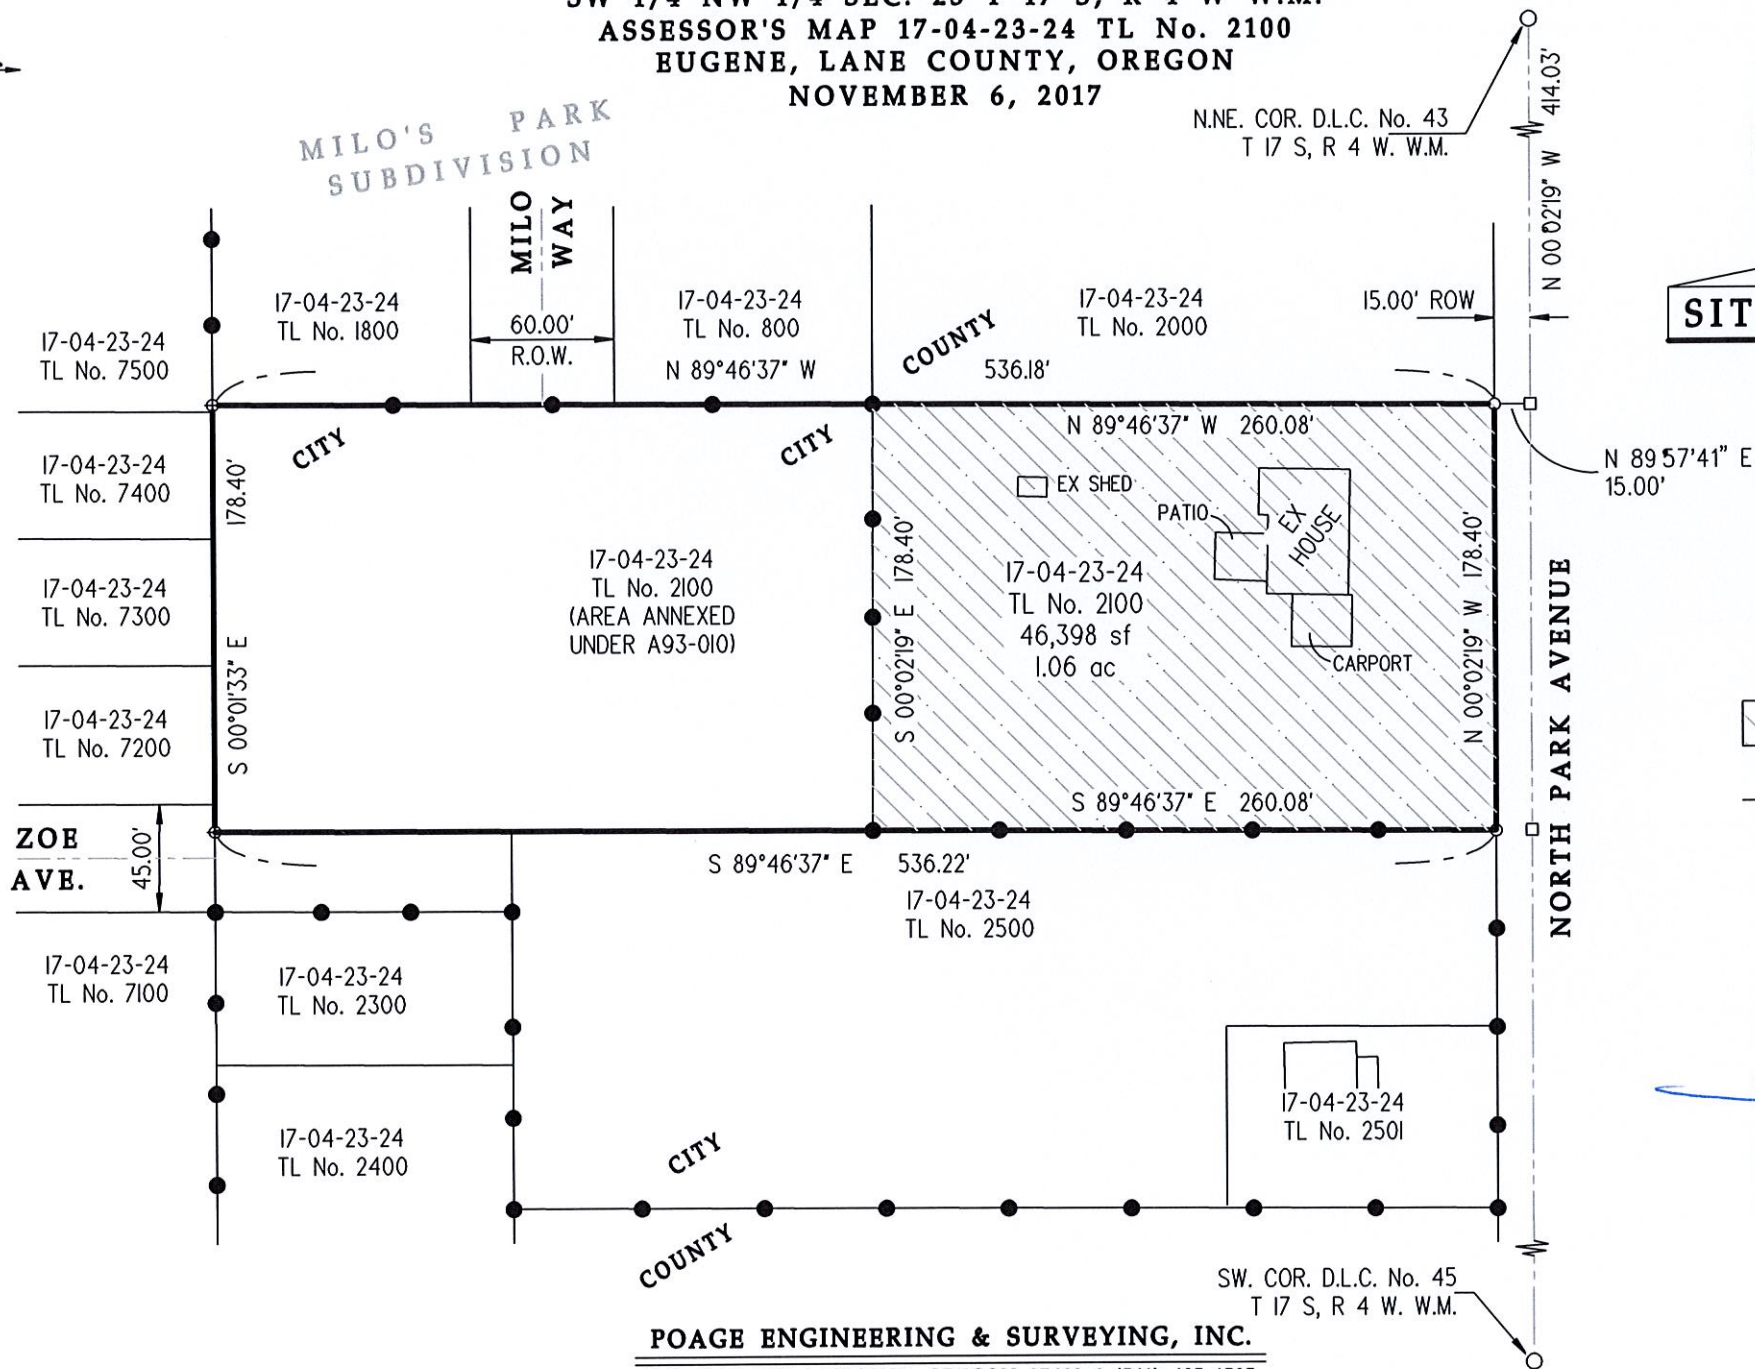 ASSESSOR'S MAP 17-04-23-24 TL No. 2100
EUGENE, LANE COUNTY, OREGON
NOVEMBER 6, 2017
MILO'S PARK
SUBDIVISION
MILO
WAY
N.NE. COR. D.L.C. No. 43
T 17 S, R 4 W. W.M.
N 00°02'19" W 414.03'
17-04-23-24
TL No. 7500
17-04-23-24
TL No. 1800
60.00'
R.O.W.
17-04-23-24
TL No. 800
N 89°46'37" W
COUNTY
536.18'
17-04-23-24
TL No. 2000
15.00' ROW
SIT
CITY
CITY
N 89°46'37" W 260.08'
N 89 57'41" E
15.00'
17-04-23-24
TL No. 7400
178.40'
S 00°01'33" E
EX SHED
PATIO
EX
HOUSE
CARPORT
17-04-23-24
TL No. 2100
(AREA ANNEXED
UNDER A93-010)
S 00°02'19" E 178.40'
17-04-23-24
TL No. 2100
46,398 sf
1.06 ac
N 00°02'19" W 178.40'
NORTH PARK AVENUE
17-04-23-24
TL No. 7300
17-04-23-24
TL No. 7200
S 89°46'37" E 260.08'
ZOE
AVE.
45.00'
S 89°46'37" E 536.22'
17-04-23-24
TL No. 2500
17-04-23-24
TL No. 7100
17-04-23-24
TL No. 2300
17-04-23-24
TL No. 2400
17-04-23-24
TL No. 2501
CITY
COUNTY
SW. COR. D.L.C. No. 45
T 17 S, R 4 W. W.M.
POAGE ENGINEERING & SURVEYING, INC.